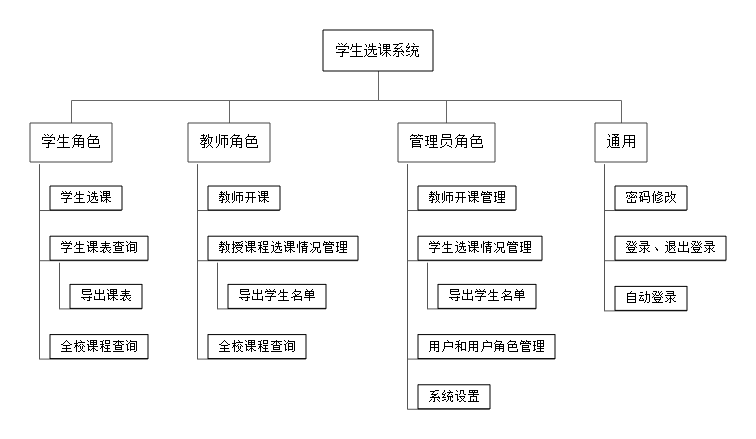 学生选课系统
学生角色
教师角色
管理员角色
通用
学生选课
学生课表查询
导出课表
全校课程查询
教师开课
教授课程选课情况管理
导出学生名单
全校课程查询
教师开课管理
学生选课情况管理
导出学生名单
用户和用户角色管理
系统设置
密码修改
登录、退出登录
自动登录